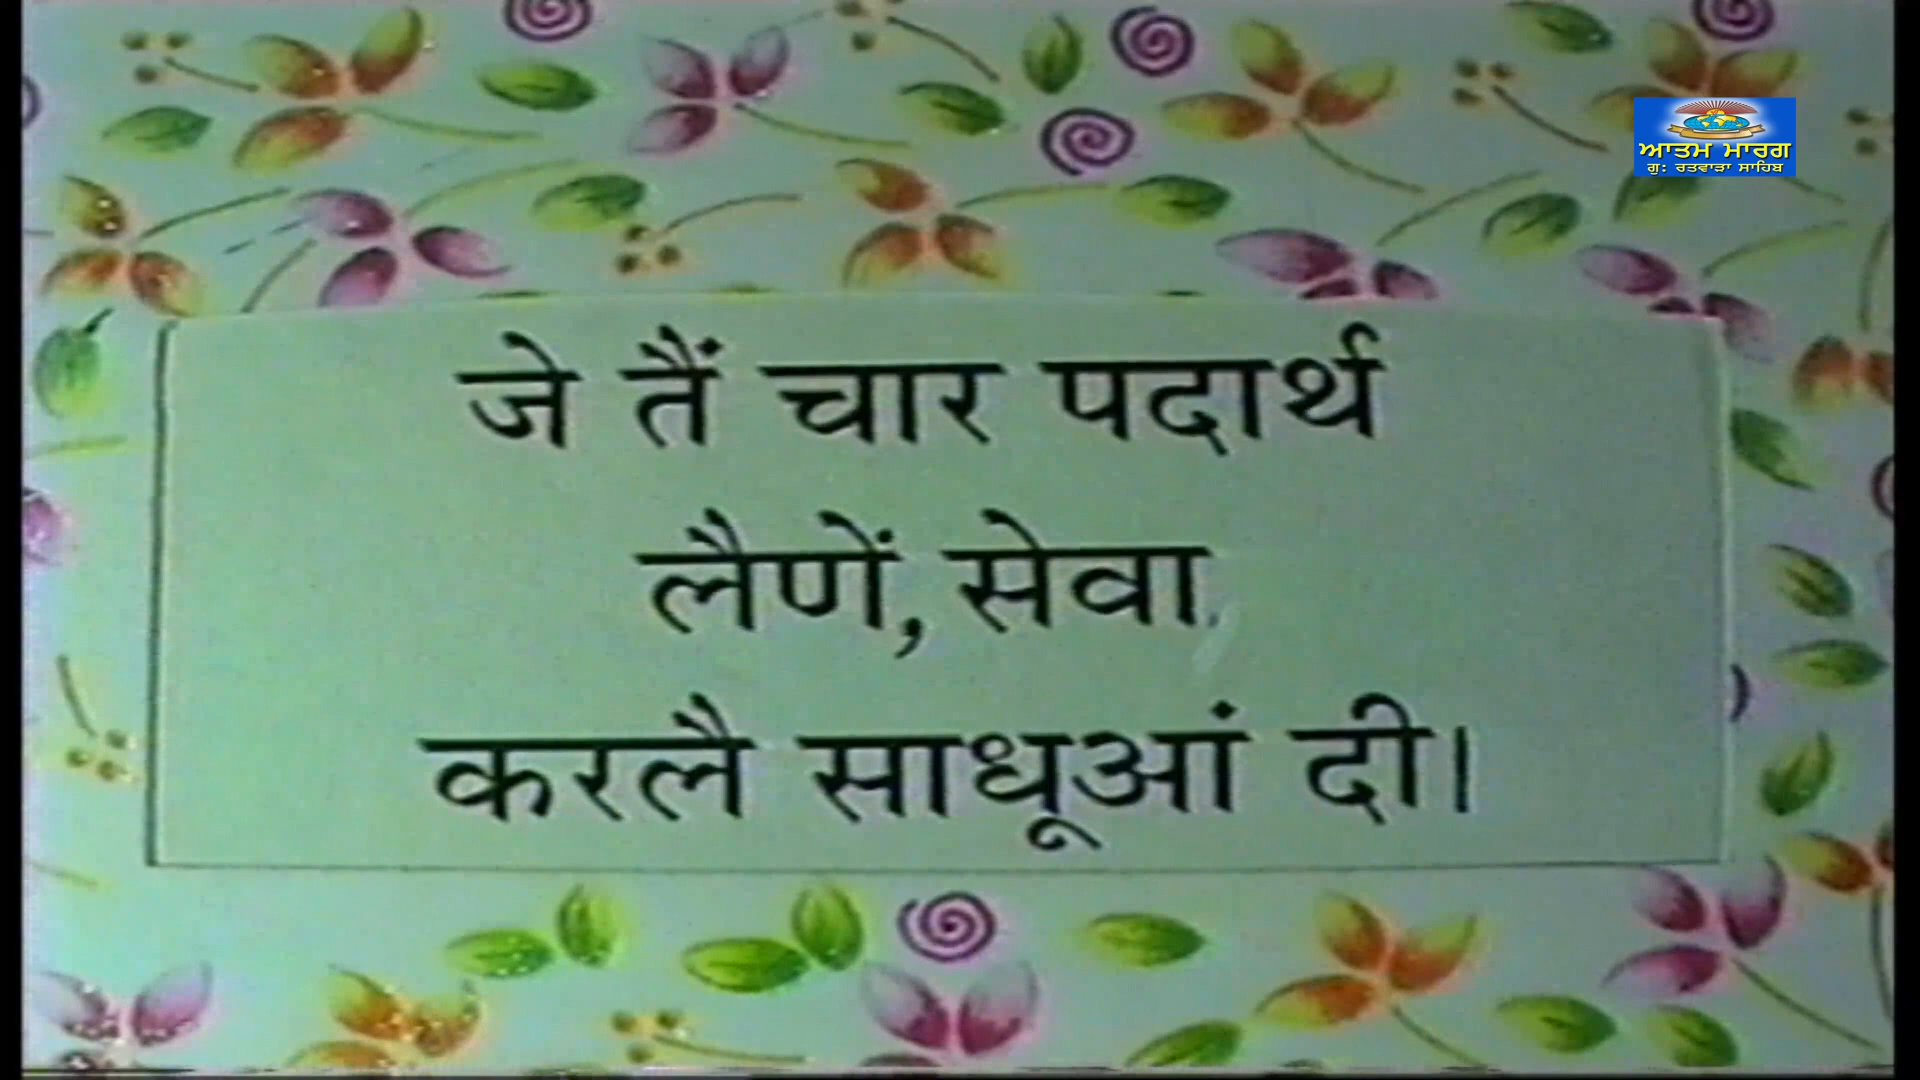 ਆਤਮ ਮਾਰਗ
ਗੁ: ਰਤਵਾੜਾ ਸਾਹਿਬ
जे तैं चार पदार्थ
लैणें, सेवा
करलै साधूआं दी।